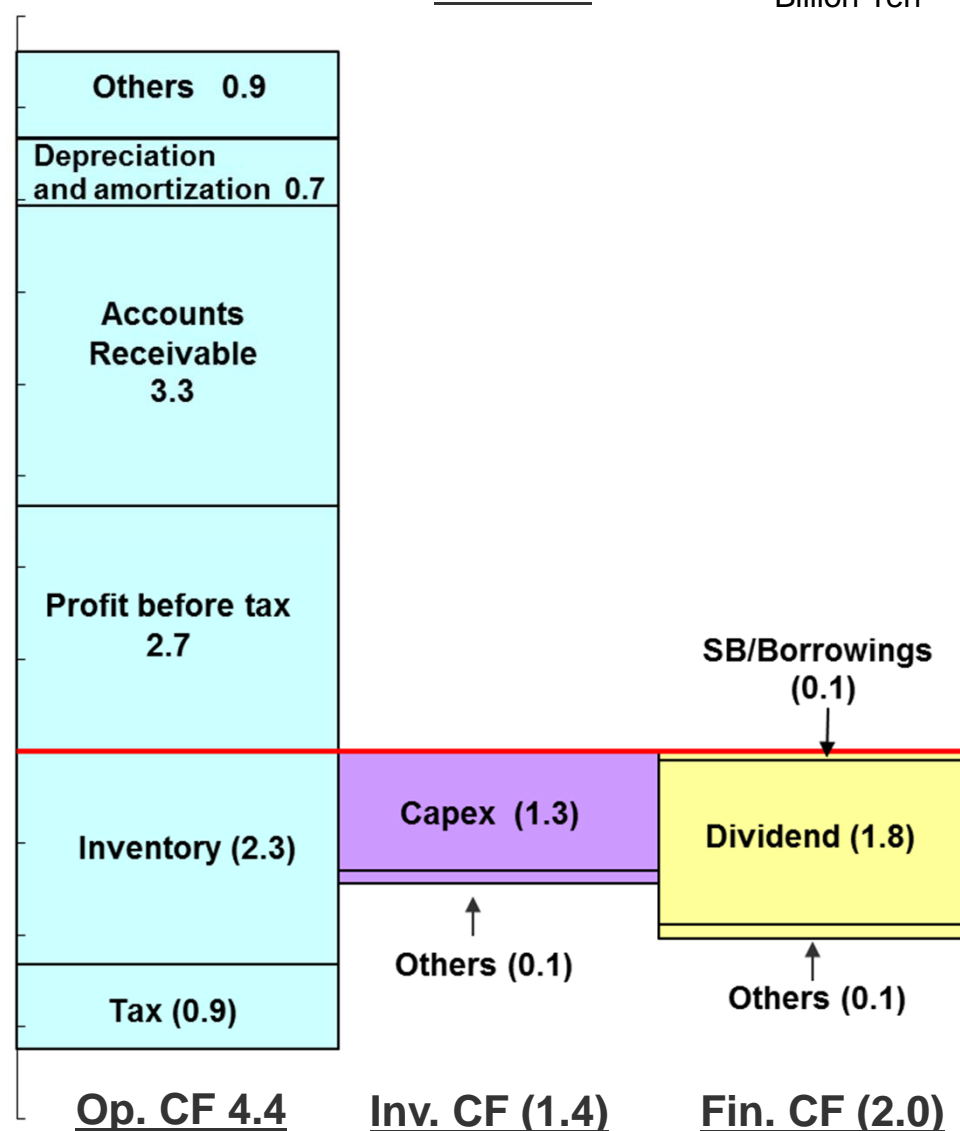 Billion Yen
Others 0.9
Depreciation
and amortization 0.7
Accounts
Receivable
3.3
Profit before tax
2.7
SB/Borrowings
(0.1)
Capex (1.3)
Dividend (1.8)
Inventory (2.3)
Others (0.1)
Others (0.1)
Tax (0.9)
Op. CF 4.4
Inv. CF (1.4)
Fin. CF (2.0)